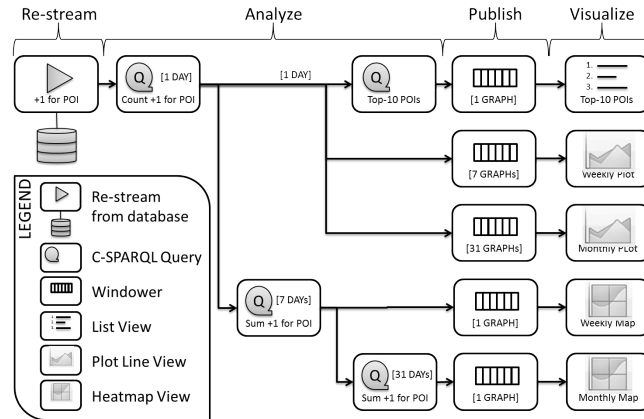 Re-stream Analyze Publish Visualize
+1 for POI
[1 DAY]
Count +1 for POI
[1 DAY]
Top-10 POIs
[1 GRAPH]
1.
2.
3.
Top-10 POIs
[7 GRAPHs]
Weekly Plot
[31 GRAPHs]
Monthly PLot
[7 DAYs]
Sum +1 for POI
[1 GRAPH]
Weekly Map
[31 DAYs]
Sum +1 for POI
[1 GRAPH]
Monthly Map
LEGEND
Re-stream
from database
C-SPARQL Query
Windower
List View
Plot Line View
Heatmap View
Q
Q
Q
Q
Q